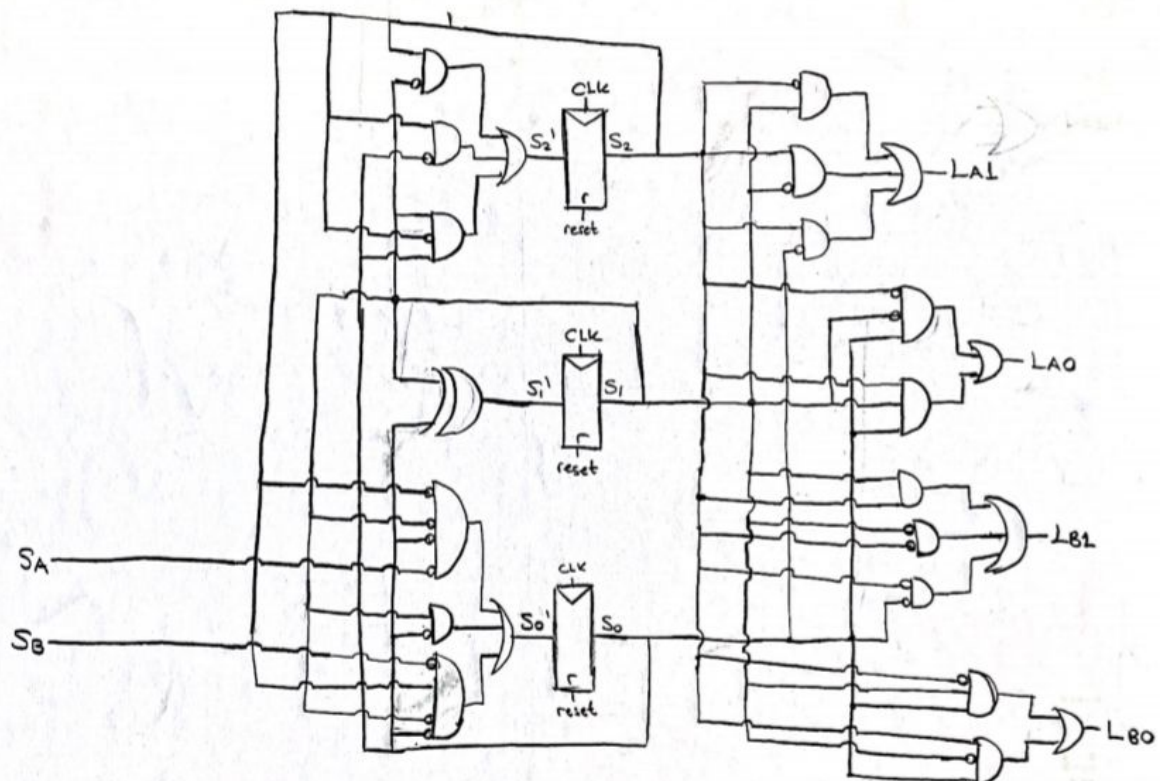 CLK
S2' S2
r
reset
LA1
CLK
S1' S1
r
reset
LA0
SA
CLK
S0' S0
r
reset
LB1
SB
LB0